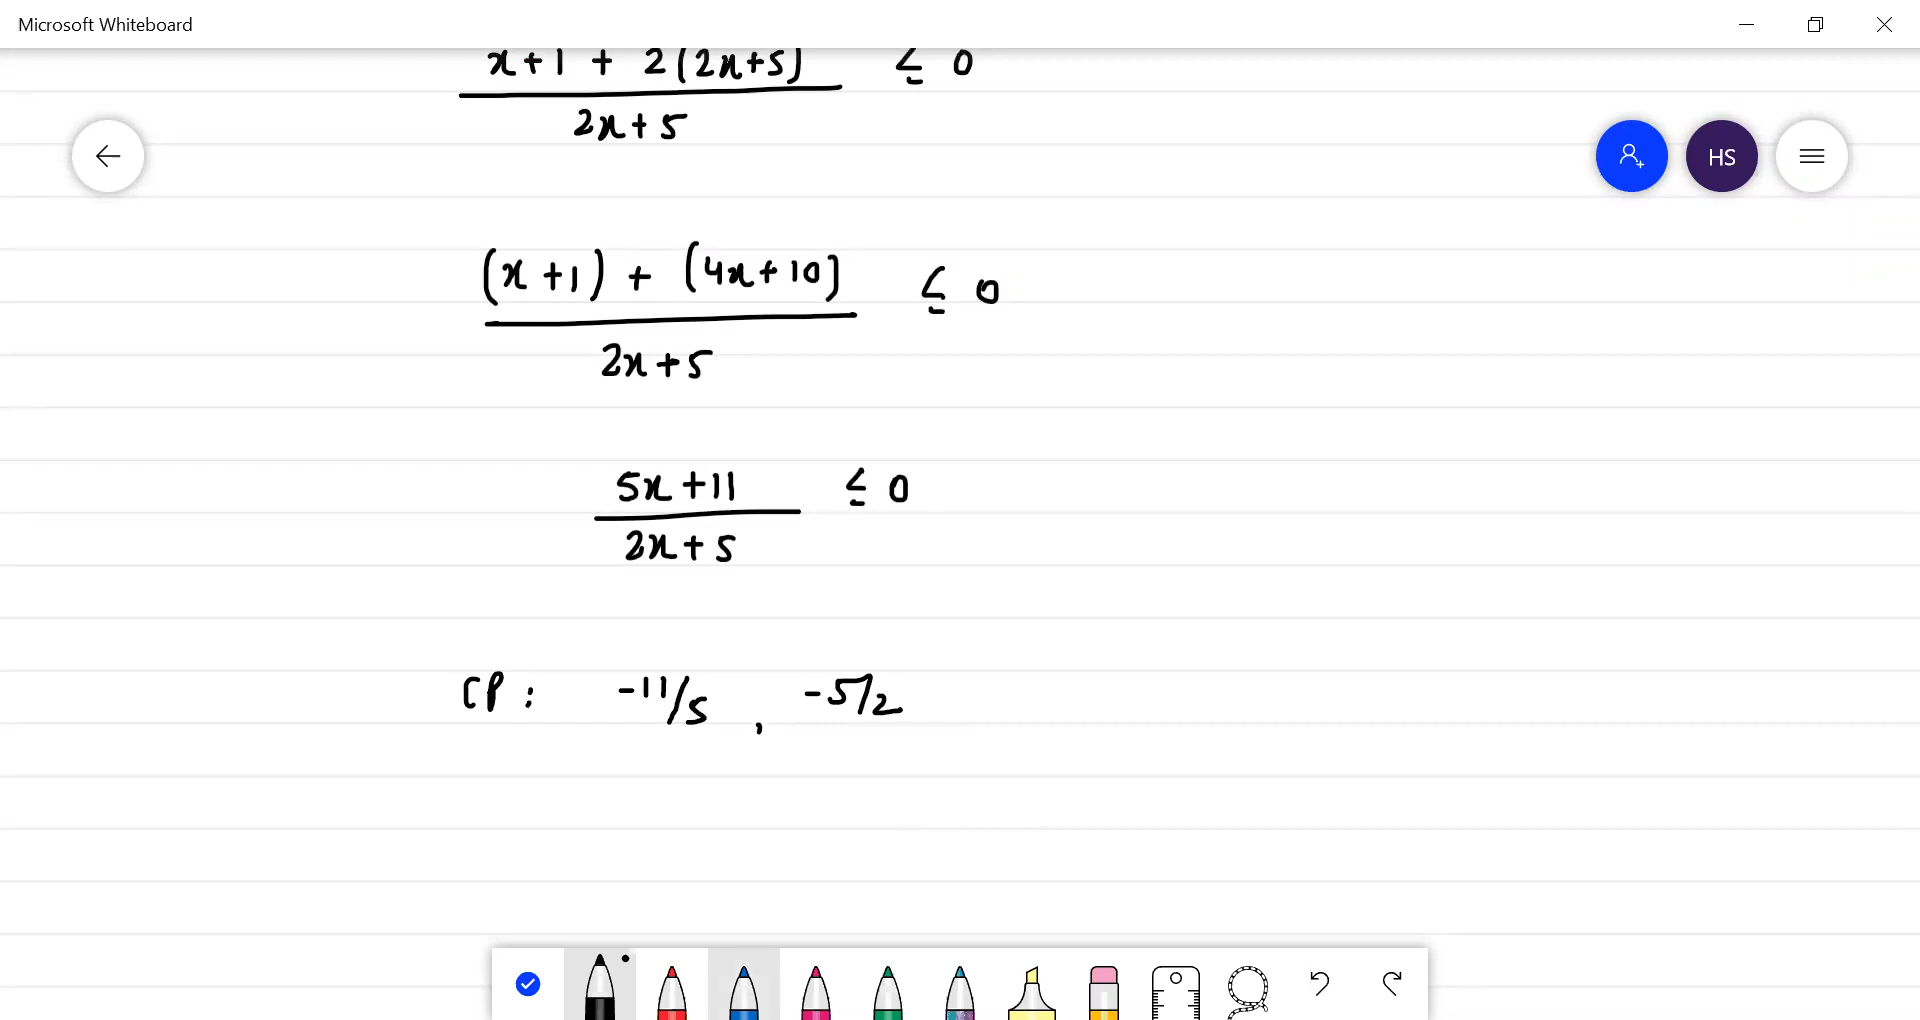 Microsoft Whiteboard
x+1 + 2(2x+5) ≤ 0
2x+5
HS
(x+1) + (4x+10) ≤ 0
2x+5
5x+11 ≤ 0
2x+5
CP: -11/5 , -5/2